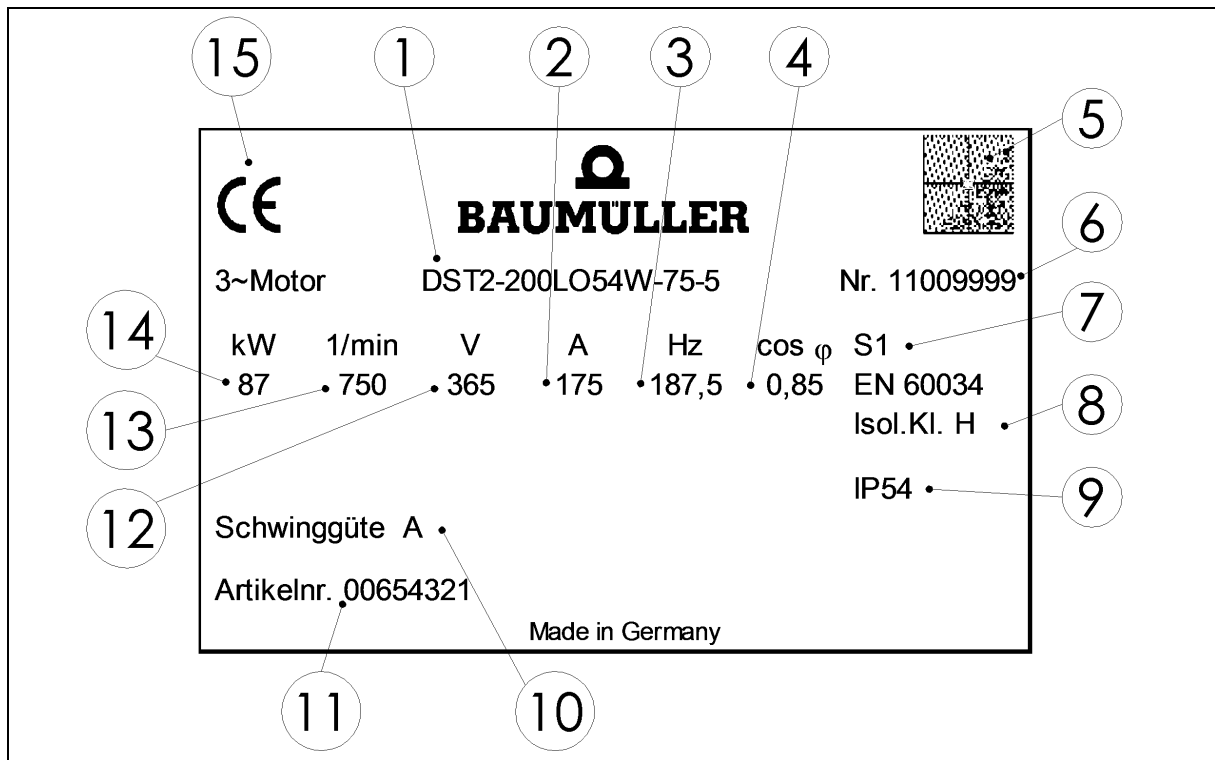 15 1 2 3 4
5
CE
BAUMÜLLER
6
3~Motor DST2-200LO54W-75-5 Nr. 11009999
7
14
kW 1/min V A Hz cos φ S1
87 750 365 175 187,5 0,85 EN 60034
13
Isol.Kl. H
8
IP54
9
12
Schwinggüte A
Artikelnr. 00654321
Made in Germany
11
10